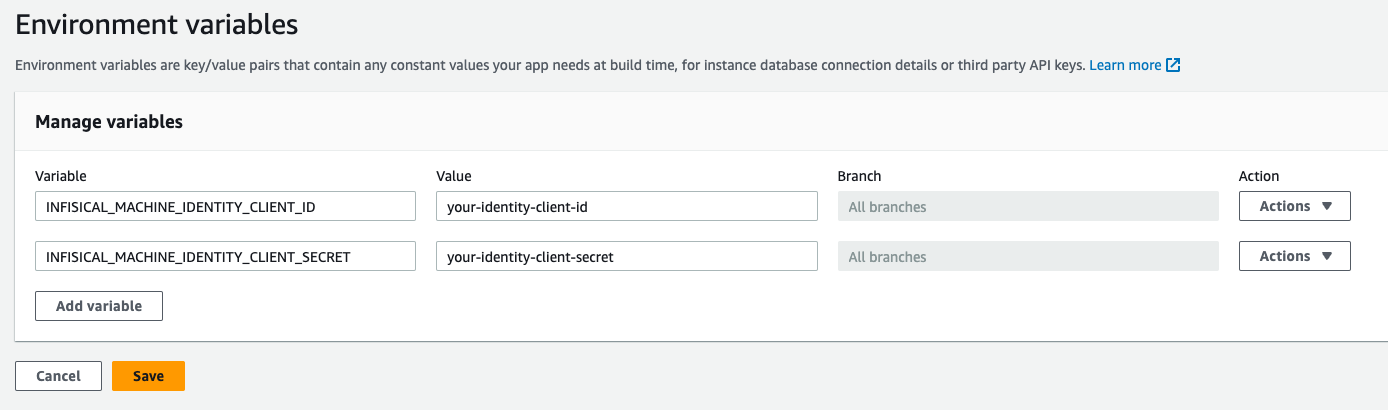 Environment variables
Environment variables are key/value pairs that contain any constant values your app needs at build time, for instance database connection details or third party API keys. Learn more
Manage variables
Variable Value Branch Action
INFISICAL_MACHINE_IDENTITY_CLIENT_ID your-identity-client-id All branches Actions
INFISICAL_MACHINE_IDENTITY_CLIENT_SECRET your-identity-client-secret All branches Actions
Add variable
Cancel Save